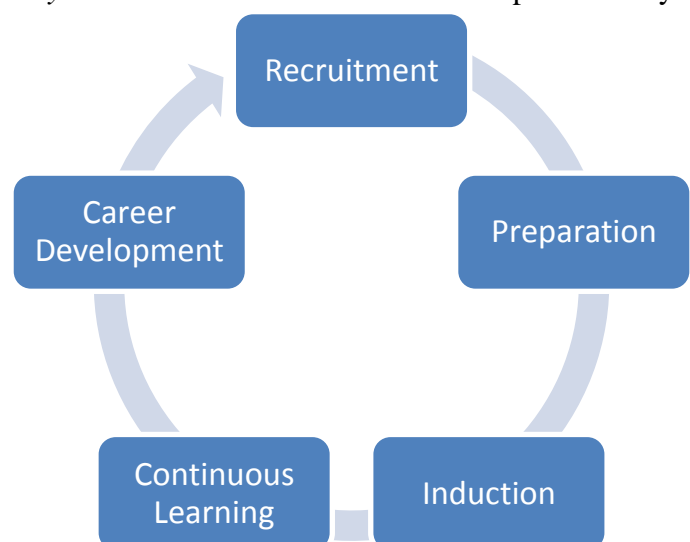 Recruitment
Preparation
Induction
Continuous
Learning
Career
Development